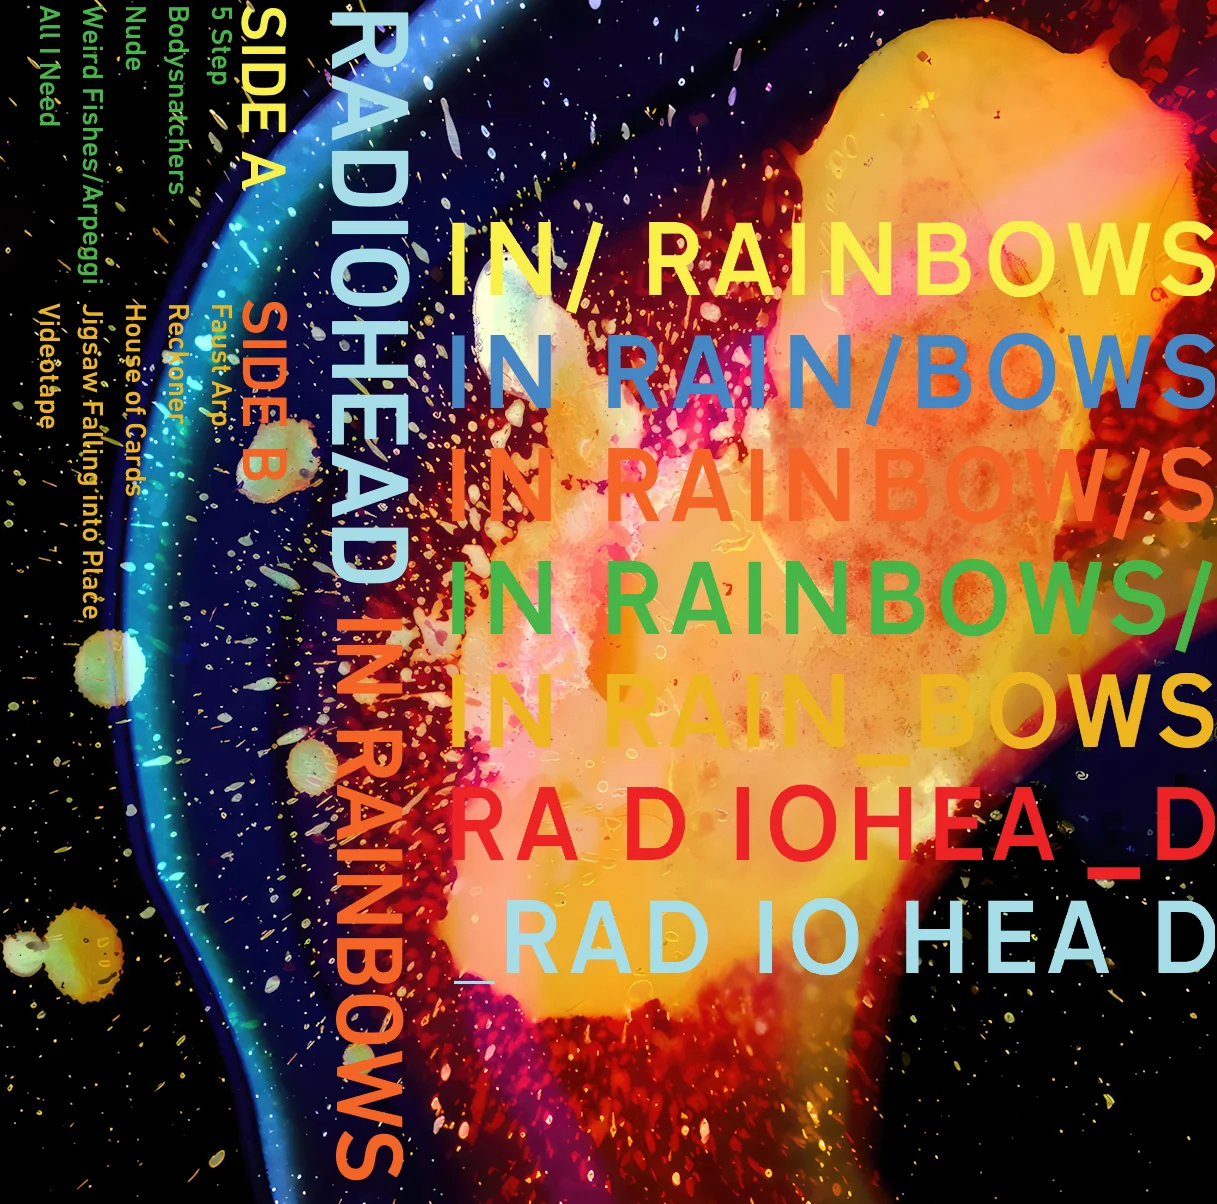 SIDE A
5 Step
Bodysnatchers
Nude
Weird Fishes/Arpeggi
All I Need
SIDE B
Faust Arp
Reckoner
House of Cards
Jigsaw Falling into Place
Videotape
RADIOHEAD IN RAINBOWS
IN/ RAINBOWS
IN RAIN/BOWS
IN RAINBOW/S
IN RAINBOWS/
IN RAIN_BOWS
RA D IOHEA _D
_RAD IO HEA D